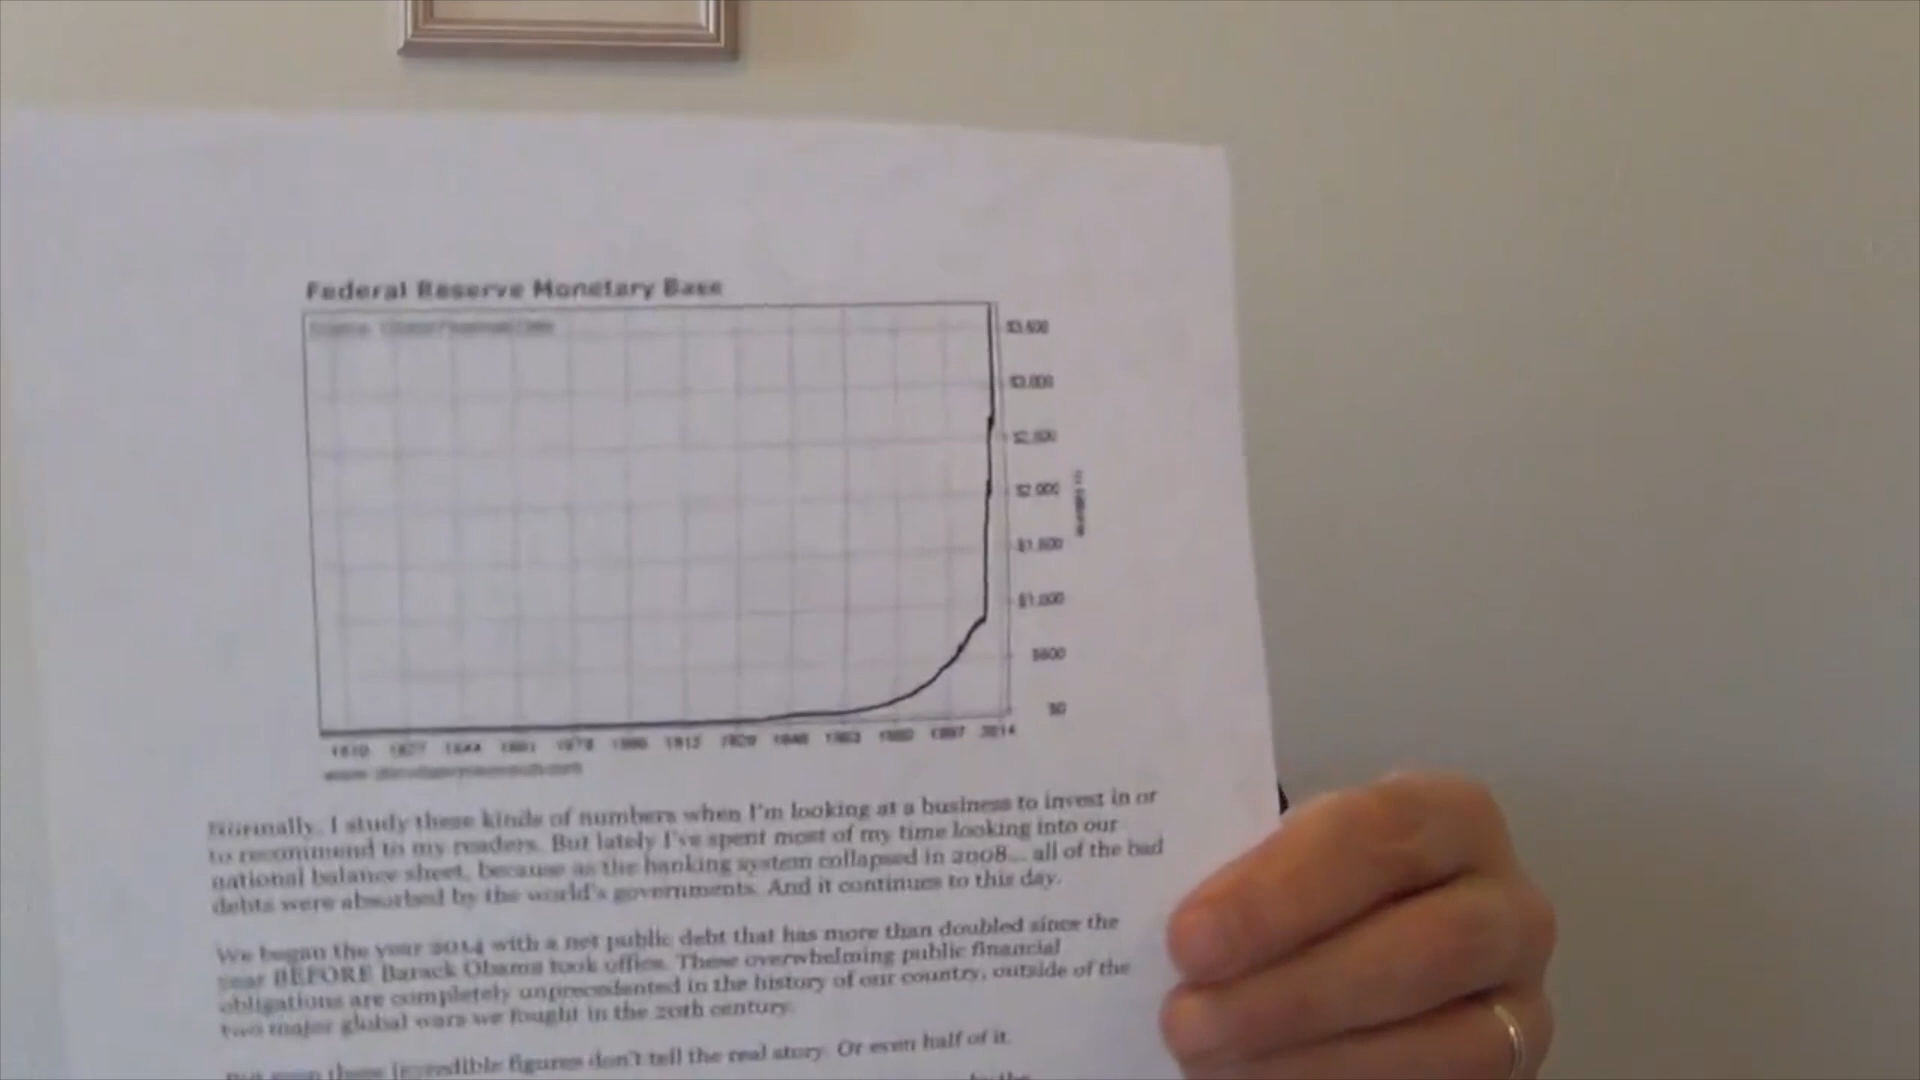 Federal Reserve Monetary Base
$3,500
$3,000
$2,500
$2,000
$1,500
$1,000
$500
$0
1810 1827 1844 1861 1878 1895 1912 1929 1946 1963 1980 1997 2014
Normally, I study these kinds of numbers when I'm looking at a business to invest in or
to recommend to my readers. But lately I've spent most of my time looking into our
national balance sheet, because as the banking system collapsed in 2008... all of the bad
debts were absorbed by the world's governments. And it continues to this day.
We began the year 2014 with a net public debt that has more than doubled since the
year BEFORE Barack Obama took office. These overwhelming public financial
obligations are completely unprecedented in the history of our country, outside of the
two major global wars we fought in the 20th century.
But even these incredible figures don't tell the real story. Or even half of it.